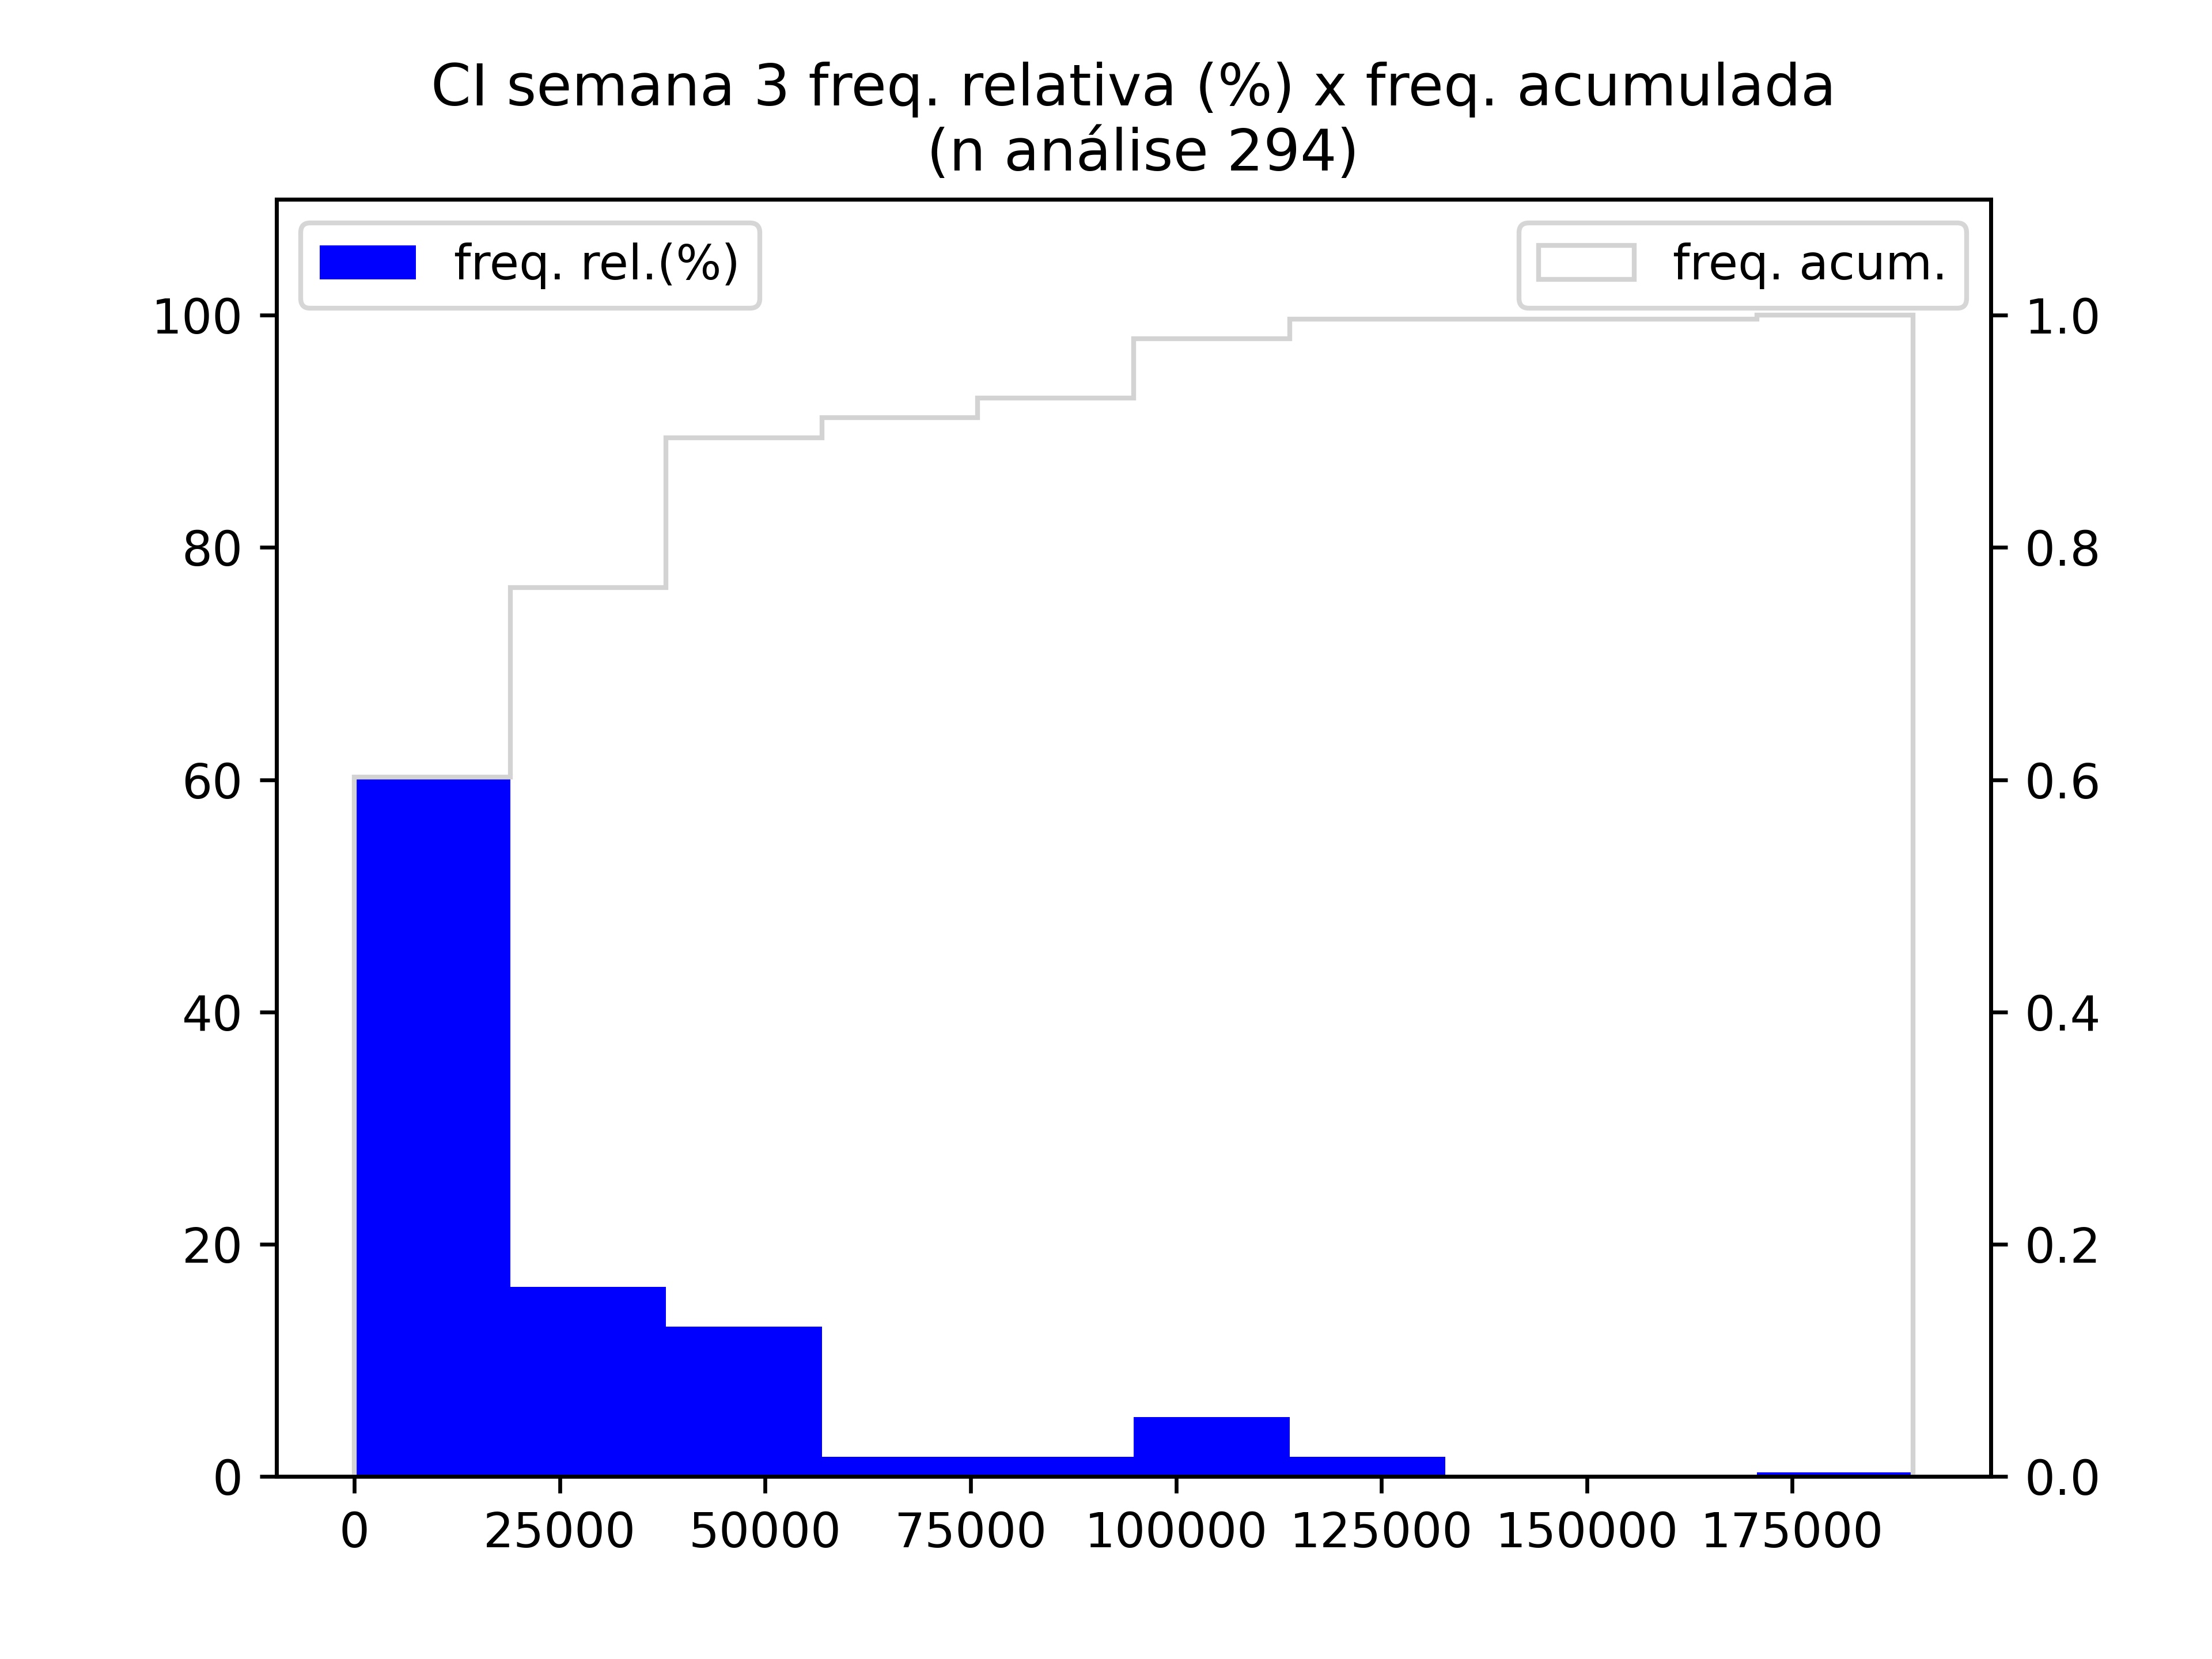 CI semana 3 freq. relativa (%) x freq. acumulada
(n análise 294)
freq. rel.(%)
freq. acum.
100
80
60
40
20
0
1.0
0.8
0.6
0.4
0.2
0.0
0 25000 50000 75000 100000 125000 150000 175000